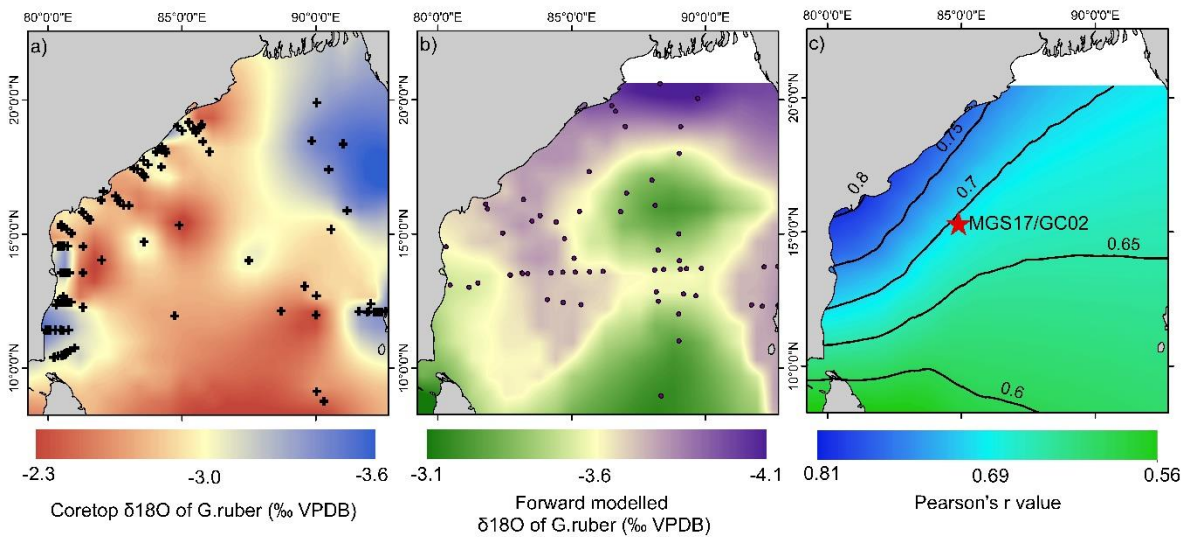 80°0'0"E 85°0'0"E 90°0'0"E
80°0'0"E 85°0'0"E 90°0'0"E
80°0'0"E 85°0'0"E 90°0'0"E
a)
b)
c)
20°0'0"N
15°0'0"N
10°0'0"N
20°0'0"N
15°0'0"N
10°0'0"N
20°0'0"N
15°0'0"N
10°0'0"N
0.75
0.8
0.7
MGS17/GC02
0.65
0.6
-2.3 -3.0 -3.6
Coretop δ18O of G.ruber (‰ VPDB)
-3.1 -3.6 -4.1
Forward modelled
δ18O of G.ruber (‰ VPDB)
0.81 0.69 0.56
Pearson's r value